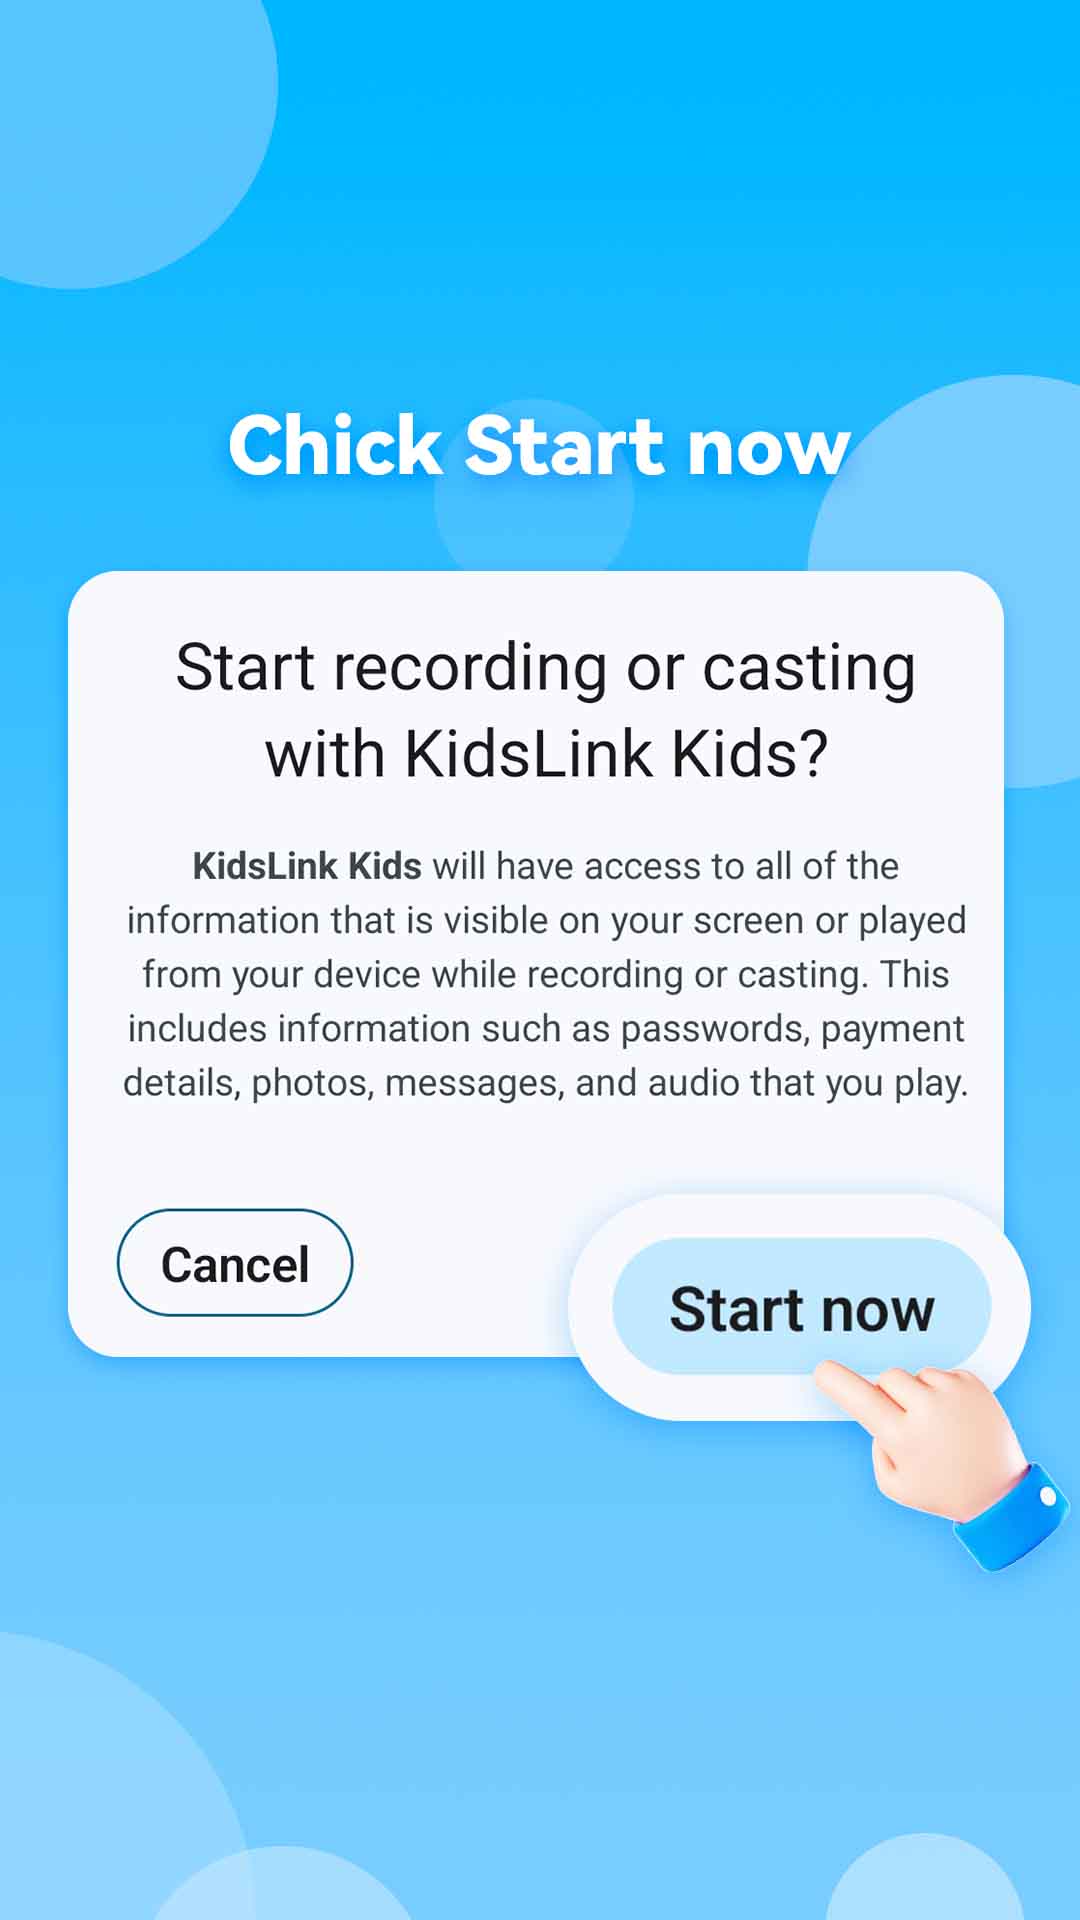 Chick Start now
Start recording or casting
with KidsLink Kids?
KidsLink Kids will have access to all of the
information that is visible on your screen or played
from your device while recording or casting. This
includes information such as passwords, payment
details, photos, messages, and audio that you play.
Cancel
Start now